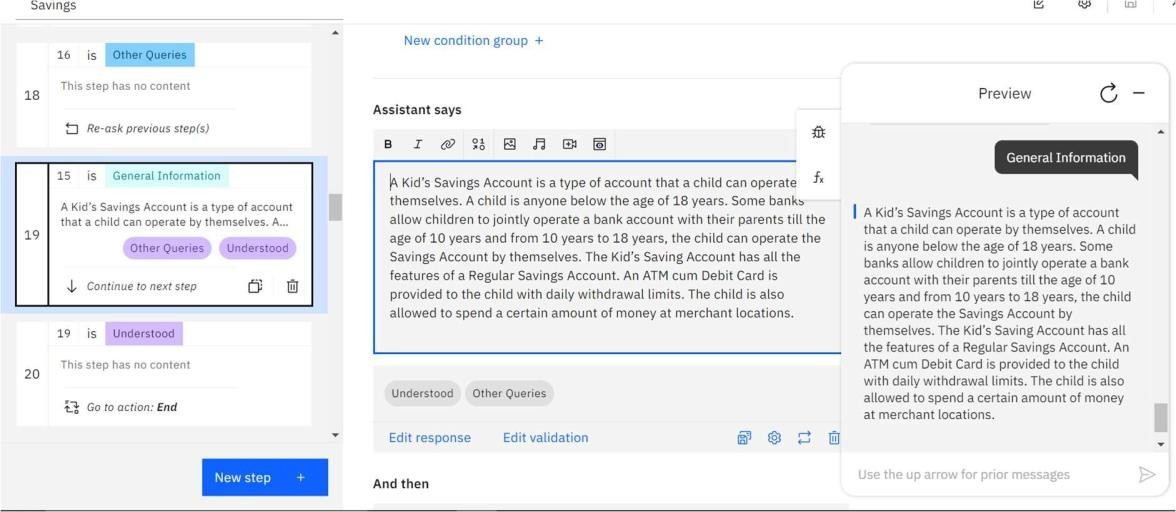 Savings
16 is Other Queries
This step has no content
18
Re-ask previous step(s)
15 is General Information
A Kid's Savings Account is a type of account
that a child can operate by themselves. A...
19
Other Queries Understood
Continue to next step
19 is Understood
This step has no content
20
Go to action: End
New step +
New condition group +
Assistant says
B I
A Kid's Savings Account is a type of account that a child can operate
themselves. A child is anyone below the age of 18 years. Some banks
allow children to jointly operate a bank account with their parents till the
age of 10 years and from 10 years to 18 years, the child can operate the
Savings Account by themselves. The Kid's Saving Account has all the
features of a Regular Savings Account. An ATM cum Debit Card is
provided to the child with daily withdrawal limits. The child is also
allowed to spend a certain amount of money at merchant locations.
Understood Other Queries
Edit response Edit validation
And then
fx
Preview
General Information
A Kid's Savings Account is a type of account
that a child can operate by themselves. A child
is anyone below the age of 18 years. Some
banks allow children to jointly operate a bank
account with their parents till the age of 10
years and from 10 years to 18 years, the child
can operate the Savings Account by
themselves. The Kid's Saving Account has all
the features of a Regular Savings Account. An
ATM cum Debit Card is provided to the child
with daily withdrawal limits. The child is also
allowed to spend a certain amount of money
at merchant locations.
Use the up arrow for prior messages